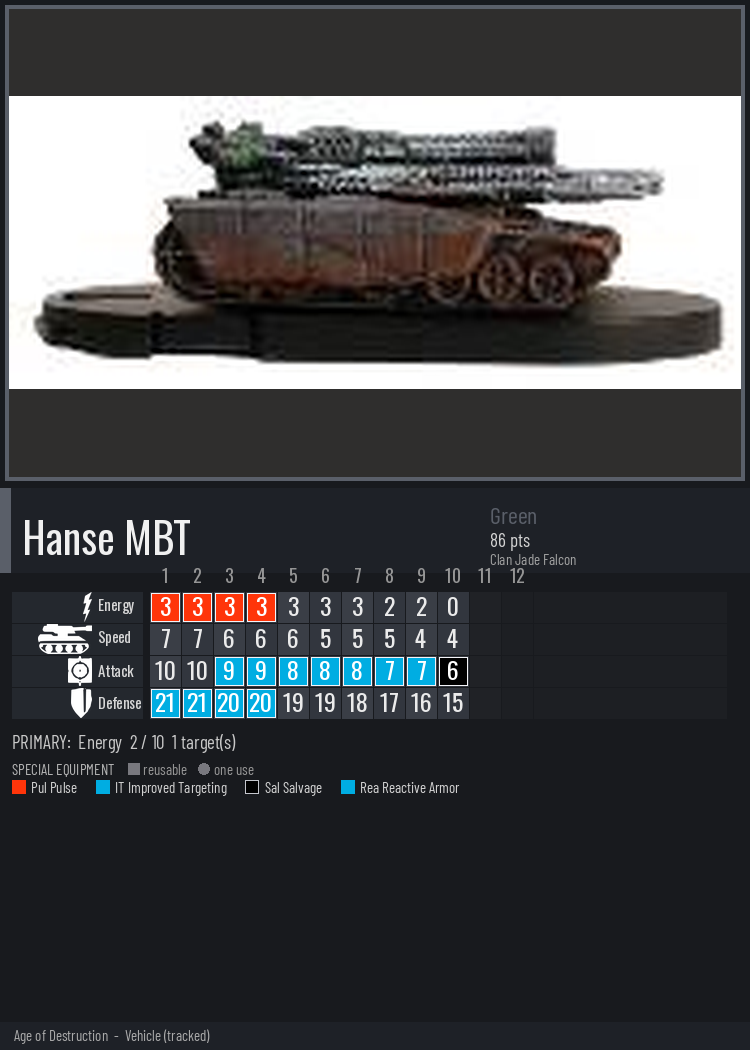 Hanse MBT
Green
86 pts
Clan Jade Falcon
1 2 3 4 5 6 7 8 9 10 11 12
Energy 3 3 3 3 3 3 3 2 2 0
Speed 7 7 6 6 6 5 5 5 4 4
Attack 10 10 9 9 8 8 8 7 7 6
Defense 21 21 20 20 19 19 18 17 16 15
PRIMARY: Energy 2 / 10 1 target(s)
SPECIAL EQUIPMENT reusable one use
Pul Pulse IT Improved Targeting Sal Salvage Rea Reactive Armor
Age of Destruction - Vehicle (tracked)